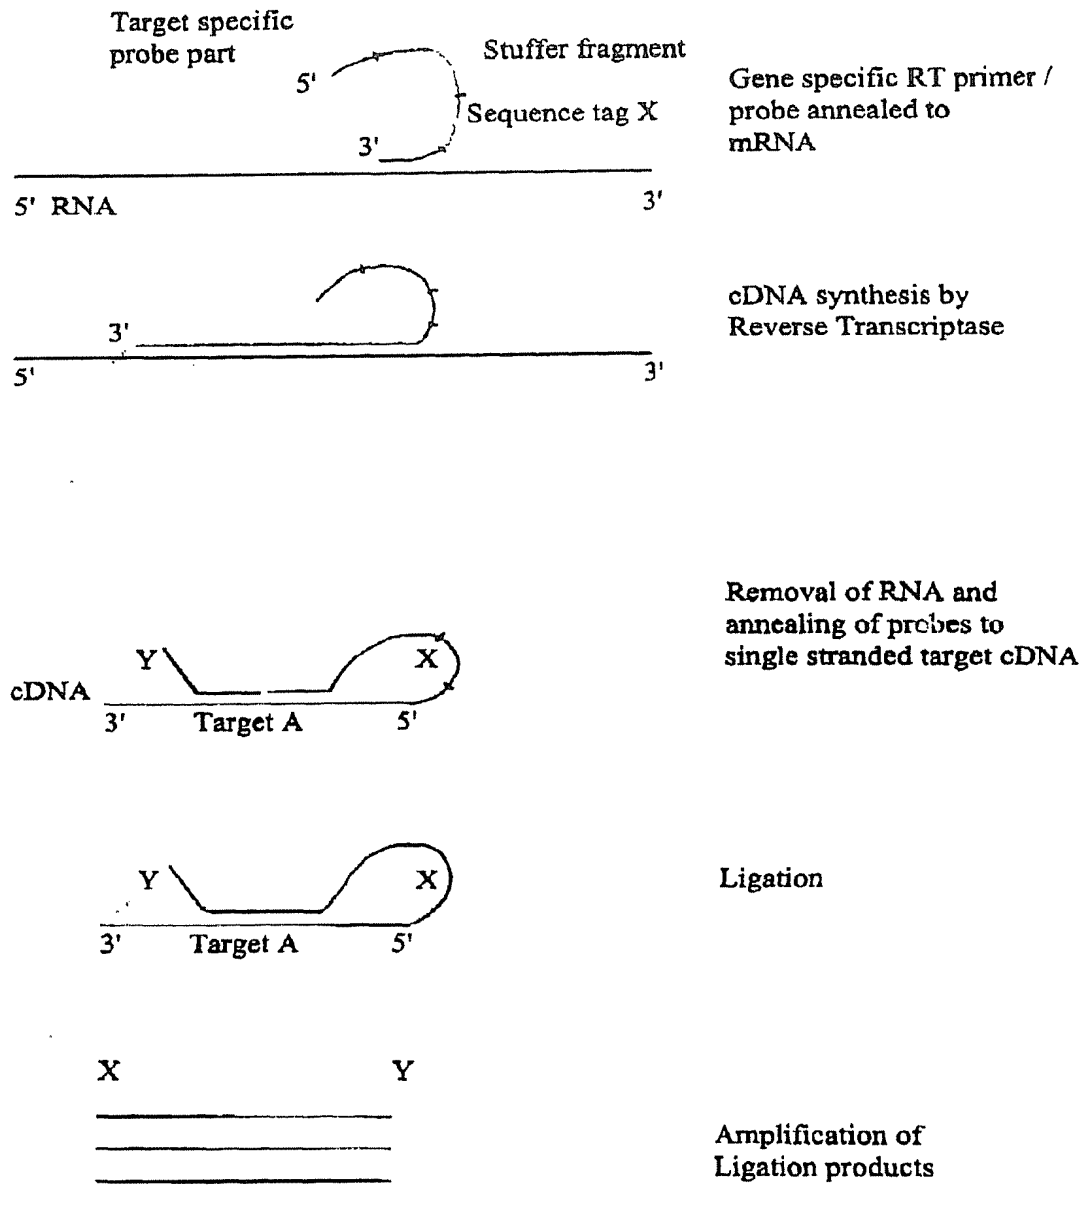 Target specific
probe part
5'
Stuffer fragment
Sequence tag X
3'
Gene specific RT primer /
probe annealed to
mRNA
5' RNA
3'
3'
5'
3'
cDNA synthesis by
Reverse Transcriptase
Y
X
cDNA
3'
Target A
5'
Removal of RNA and
annealing of probes to
single stranded target cDNA
Y
X
3'
Target A
5'
Ligation
X
Y
Amplification of
Ligation products